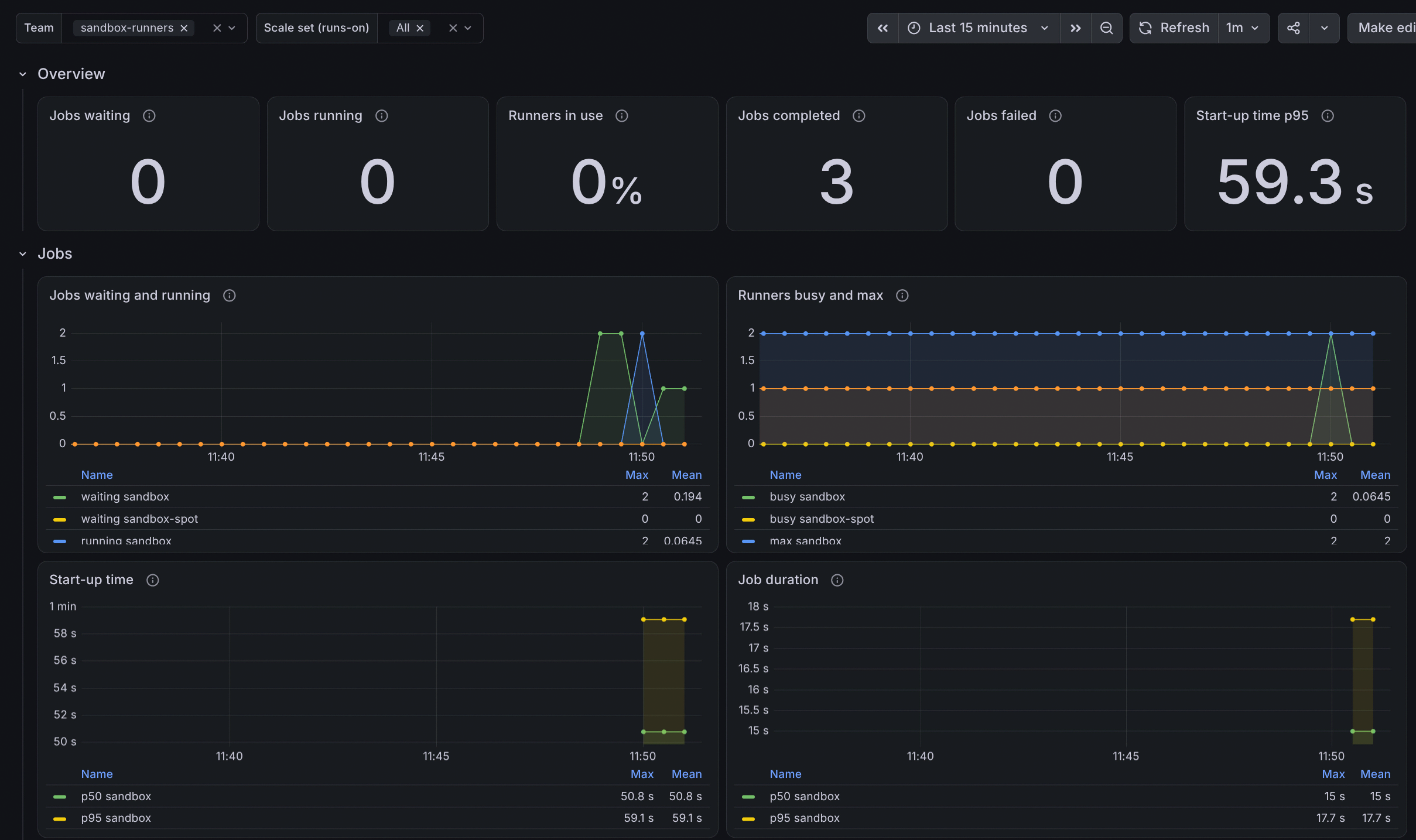 Team sandbox-runners Scale set (runs-on) All Last 15 minutes Refresh 1m Make edi
Overview
Jobs waiting Jobs running Runners in use Jobs completed Jobs failed Start-up time p95
0 0 0% 3 0 59.3 s
Jobs
Jobs waiting and running
2
1.5
1
0.5
0
11:40 11:45 11:50
Name Max Mean
waiting sandbox 2 0.194
waiting sandbox-spot 0 0
running sandbox 2 0.0645
Runners busy and max
2
1.5
1
0.5
0
11:40 11:45 11:50
Name Max Mean
busy sandbox 2 0.0645
busy sandbox-spot 0 0
max sandbox 2 2
Start-up time
1 min
58 s
56 s
54 s
52 s
50 s
11:40 11:45 11:50
Name Max Mean
p50 sandbox 50.8 s 50.8 s
p95 sandbox 59.1 s 59.1 s
Job duration
18 s
17.5 s
17 s
16.5 s
16 s
15.5 s
15 s
11:40 11:45 11:50
Name Max Mean
p50 sandbox 15 s 15 s
p95 sandbox 17.7 s 17.7 s